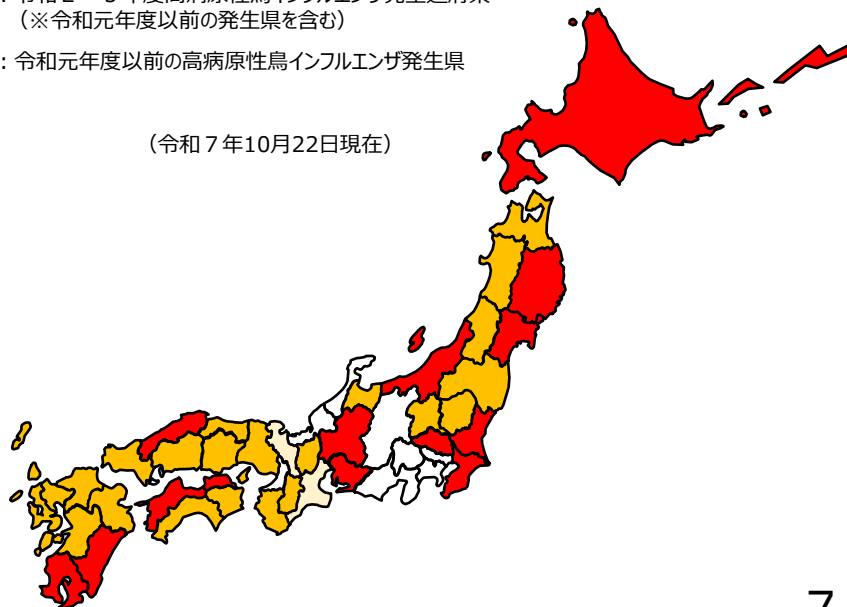 （※令和元年度以前の発生県を含む）
：令和元年度以前の高病原性鳥インフルエンザ発生県
（令和７年10月22日現在）
7